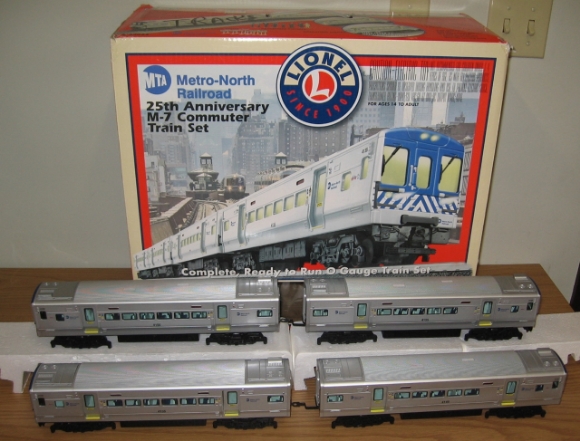 MTA
Metro-North
Railroad
25th Anniversary
M-7 Commuter
Train Set
LIONEL
L
SINCE 1900
FOR AGES 14 TO ADULT
Complete, Ready to Run O Gauge Train Set